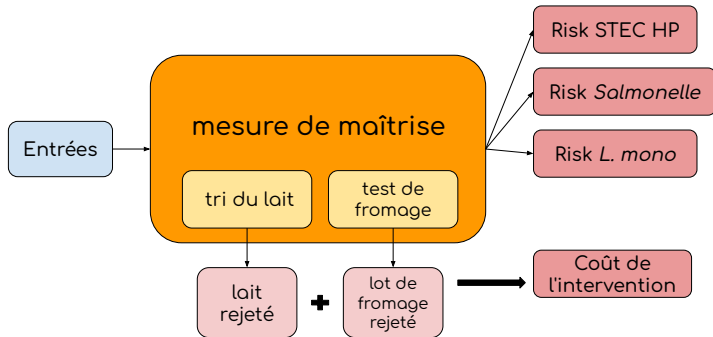 Risk STEC HP
Risk Salmonelle
Risk L. mono
Entrées
mesure de maîtrise
tri du lait
test de
fromage
lait
rejeté
+
lot de
fromage
rejeté
Coût de
l'intervention